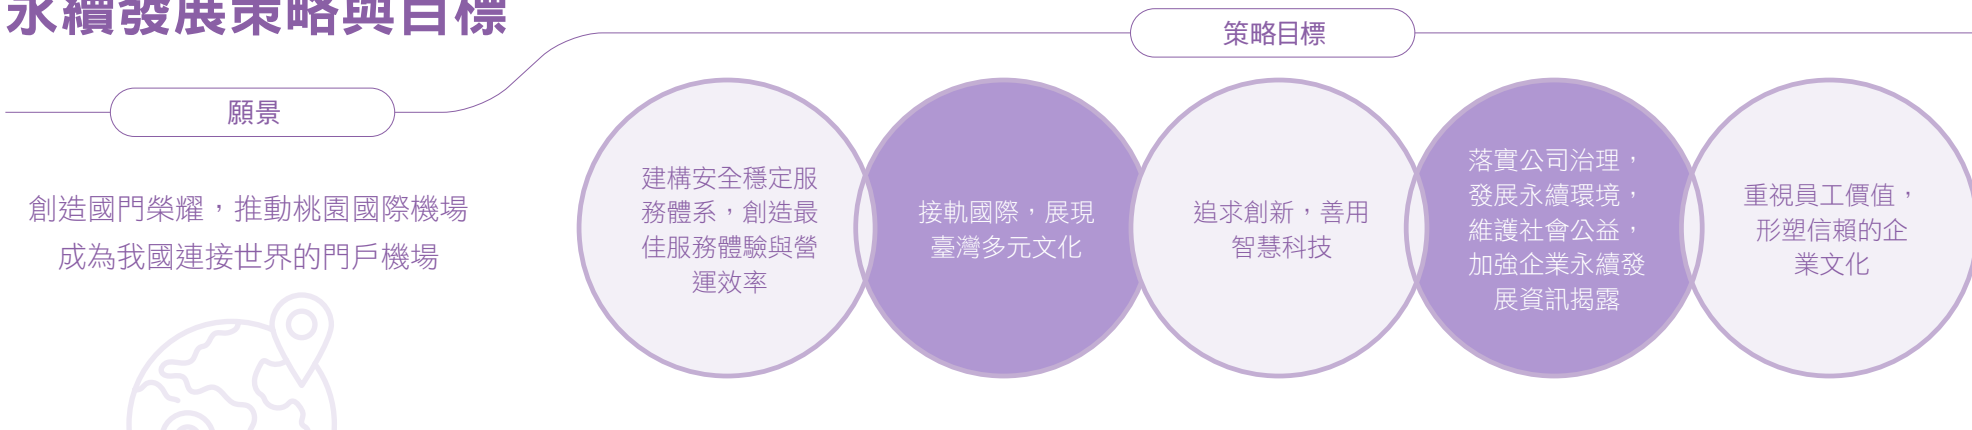 永續發展策略與目標
策略目標
願景
創造國門榮耀，推動桃園國際機場
成為我國連接世界的門戶機場
建構安全穩定服
務體系，創造最
佳服務體驗與營
運效率
接軌國際，展現
臺灣多元文化
追求創新，善用
智慧科技
落實公司治理，
發展永續環境，
維護社會公益，
加強企業永續發
展資訊揭露
重視員工價值，
形塑信賴的企
業文化